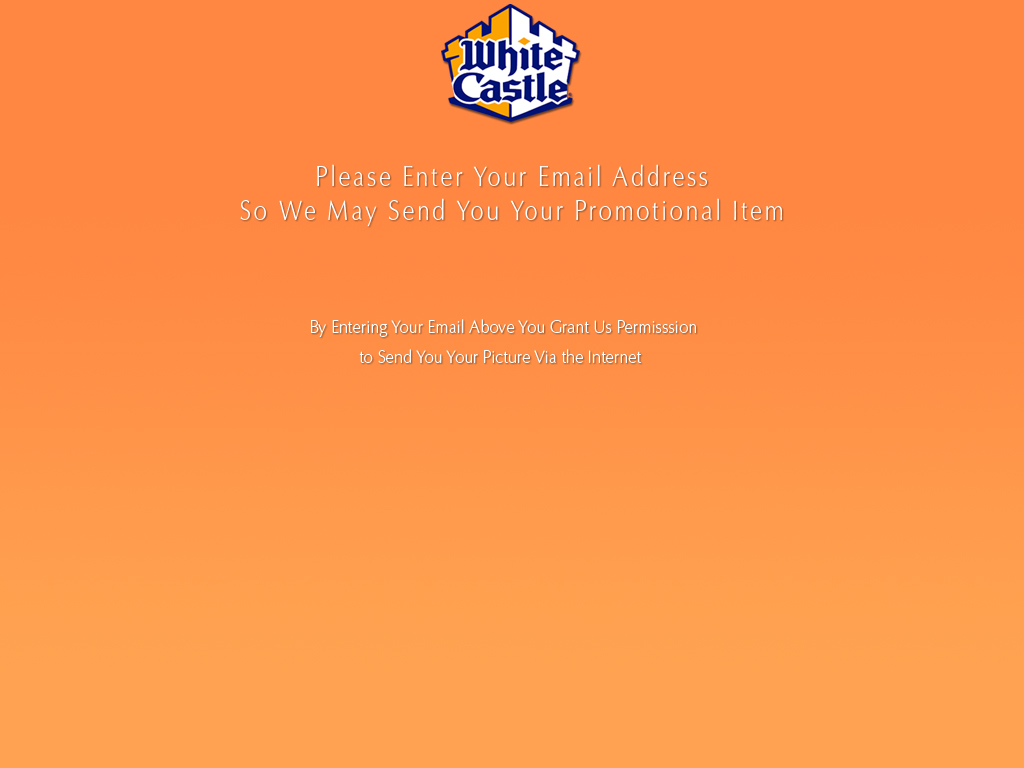 White
Castle
Please Enter Your Email Address
So We May Send You Your Promotional Item
By Entering Your Email Above You Grant Us Permisssion
to Send You Your Picture Via the Internet